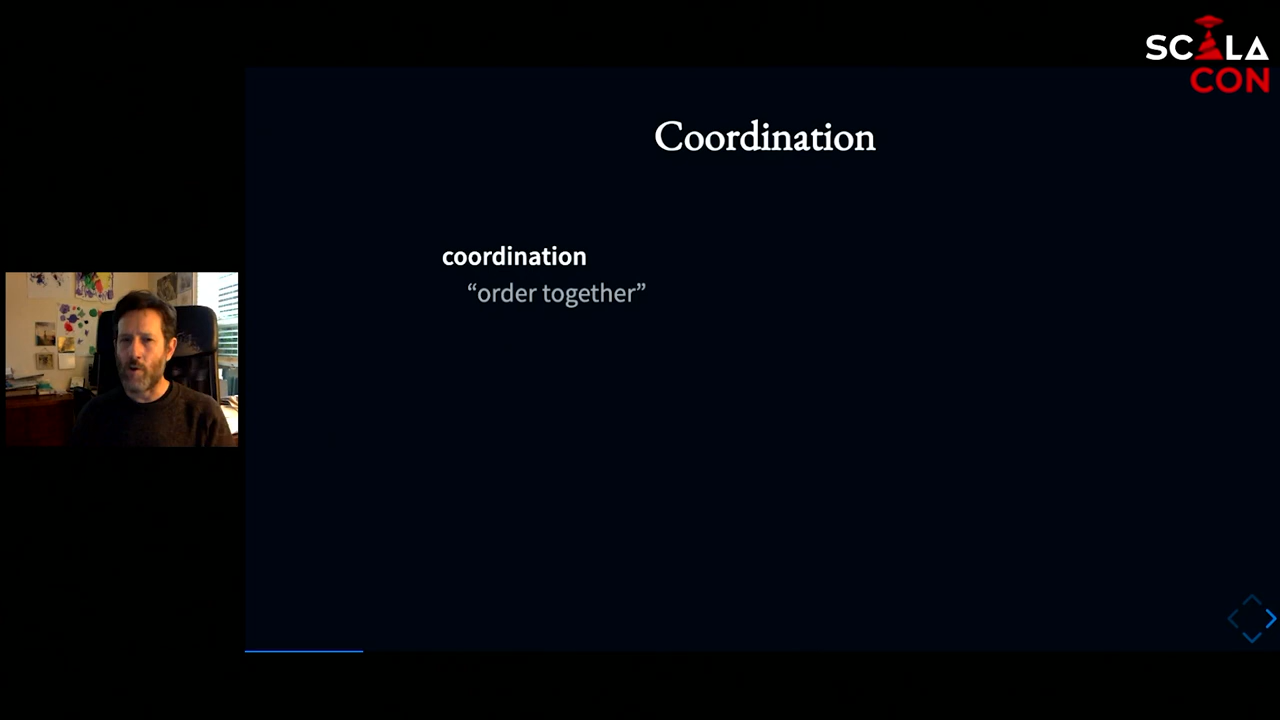 SCALA
CON
Coordination
coordination
“order together”